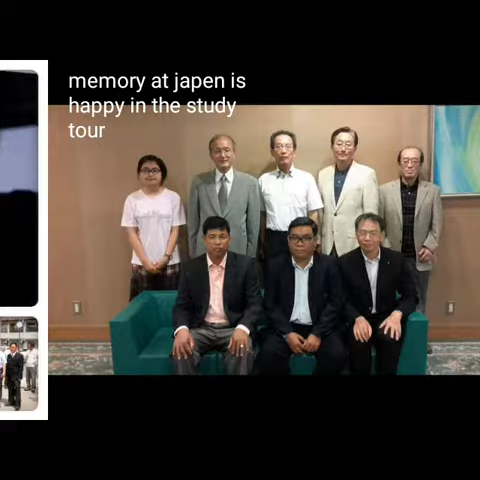 memory at japen is
happy in the study
tour